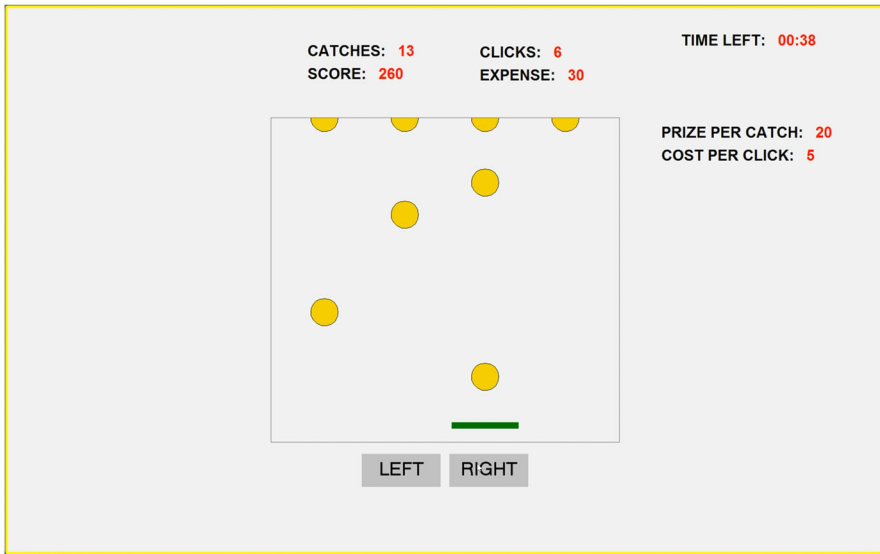 CATCHES: 13
SCORE: 260
CLICKS: 6
EXPENSE: 30
TIME LEFT: 00:38
PRIZE PER CATCH: 20
COST PER CLICK: 5
LEFT
RIGHT